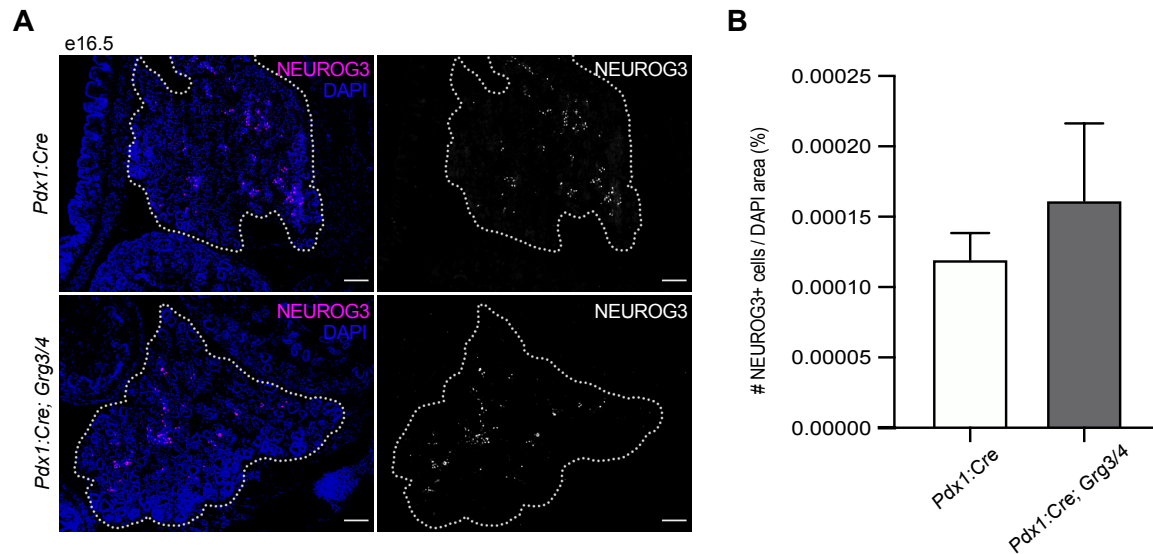 A
e16.5
Pdx1:Cre
NEUROG3
DAPI
NEUROG3
Pdx1:Cre; Grg3/4
NEUROG3
DAPI
NEUROG3
B
# NEUROG3+ cells / DAPI area (%)
0.00025
0.00020
0.00015
0.00010
0.00005
0.00000
Pdx1:Cre
Pdx1:Cre; Grg3/4